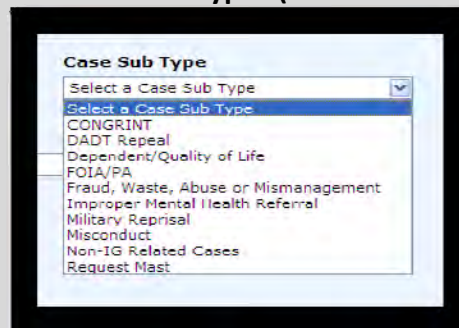 Case Sub Type
Select a Case Sub Type
Select a Case Sub Type
CONGRINT
DADT Repeal
Dependent/Quality of Life
FOIA/PA
Fraud, Waste, Abuse or Mismanagement
Improper Mental Health Referral
Military Reprisal
Misconduct
Non-IG Related Cases
Request Mast